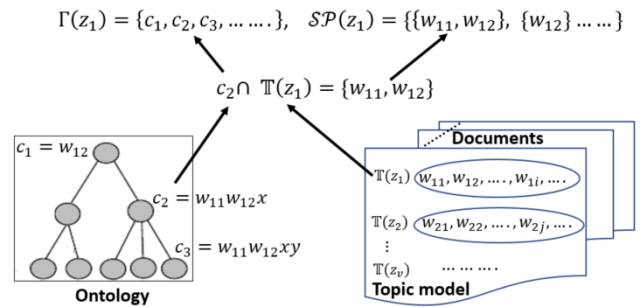 Γ(z₁) = {c₁, c₂, c₃, … … .}, 𝒮𝒫(z₁) = {{w₁₁, w₁₂}, {w₁₂} … … }
c₂∩ 𝕋(z₁) = {w₁₁, w₁₂}
c₁ = w₁₂
c₂ = w₁₁w₁₂x
c₃ = w₁₁w₁₂xy
Ontology
Documents
𝕋(z₁) w₁₁, w₁₂, … . , w₁ᵢ, … .
𝕋(z₂) w₂₁, w₂₂, … . , w₂ⱼ, … .
⋮
𝕋(zᵥ) … … … .
Topic model